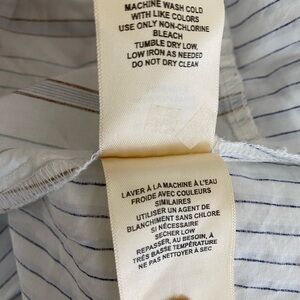 MACHINE WASH COLD
WITH LIKE COLORS
USE ONLY NON-CHLORINE
BLEACH
TUMBLE DRY LOW,
LOW IRON AS NEEDED
DO NOT DRY CLEAN
LAVER À LA MACHINE À L'EAU
FROIDE AVEC COULEURS
SIMILAIRES
UTILISER UN AGENT DE
BLANCHIMENT SANS CHLORE
SI NÉCESSAIRE
SECHER LOW
REPASSER, AU BESOIN, À
TRÈS BASSE TEMPÉRATURE
NE PAS NETTOYER À SEC